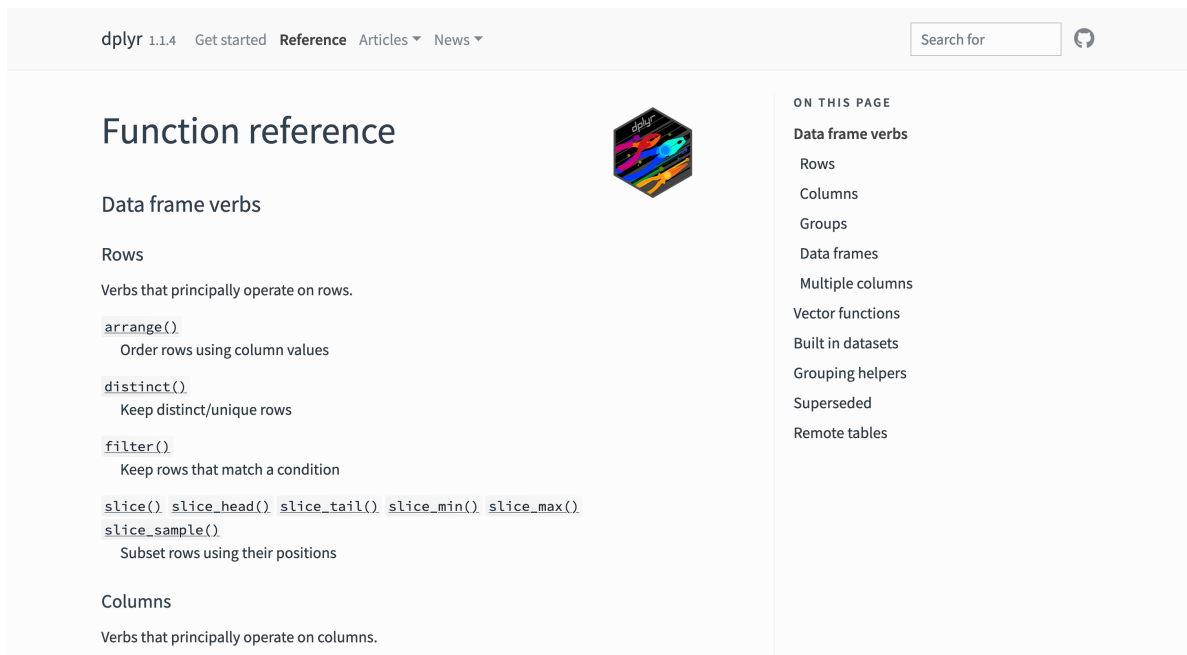 dplyr 1.1.4 Get started Reference Articles News Search for
Function reference
dplyr
Data frame verbs
Rows
Verbs that principally operate on rows.
arrange()
Order rows using column values
distinct()
Keep distinct/unique rows
filter()
Keep rows that match a condition
slice() slice_head() slice_tail() slice_min() slice_max()
slice_sample()
Subset rows using their positions
Columns
Verbs that principally operate on columns.
ON THIS PAGE
Data frame verbs
Rows
Columns
Groups
Data frames
Multiple columns
Vector functions
Built in datasets
Grouping helpers
Superseded
Remote tables